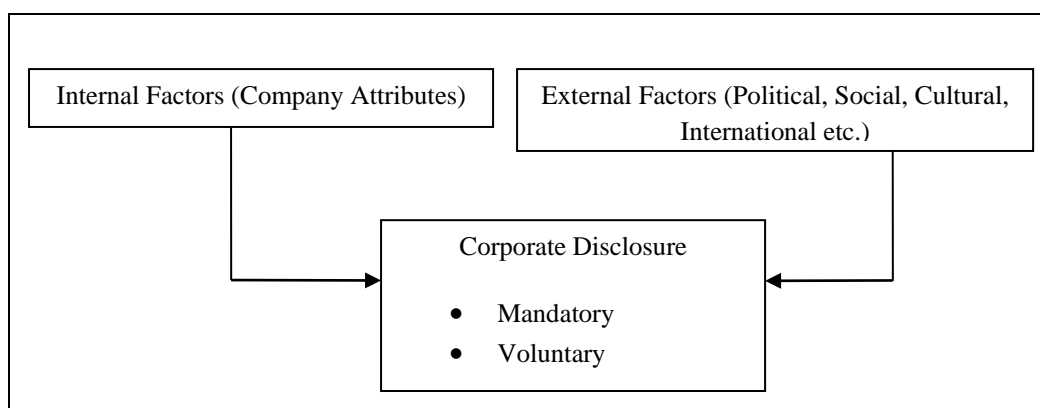 Internal Factors (Company Attributes)
External Factors (Political, Social, Cultural,
International etc.)
Corporate Disclosure
● Mandatory
● Voluntary